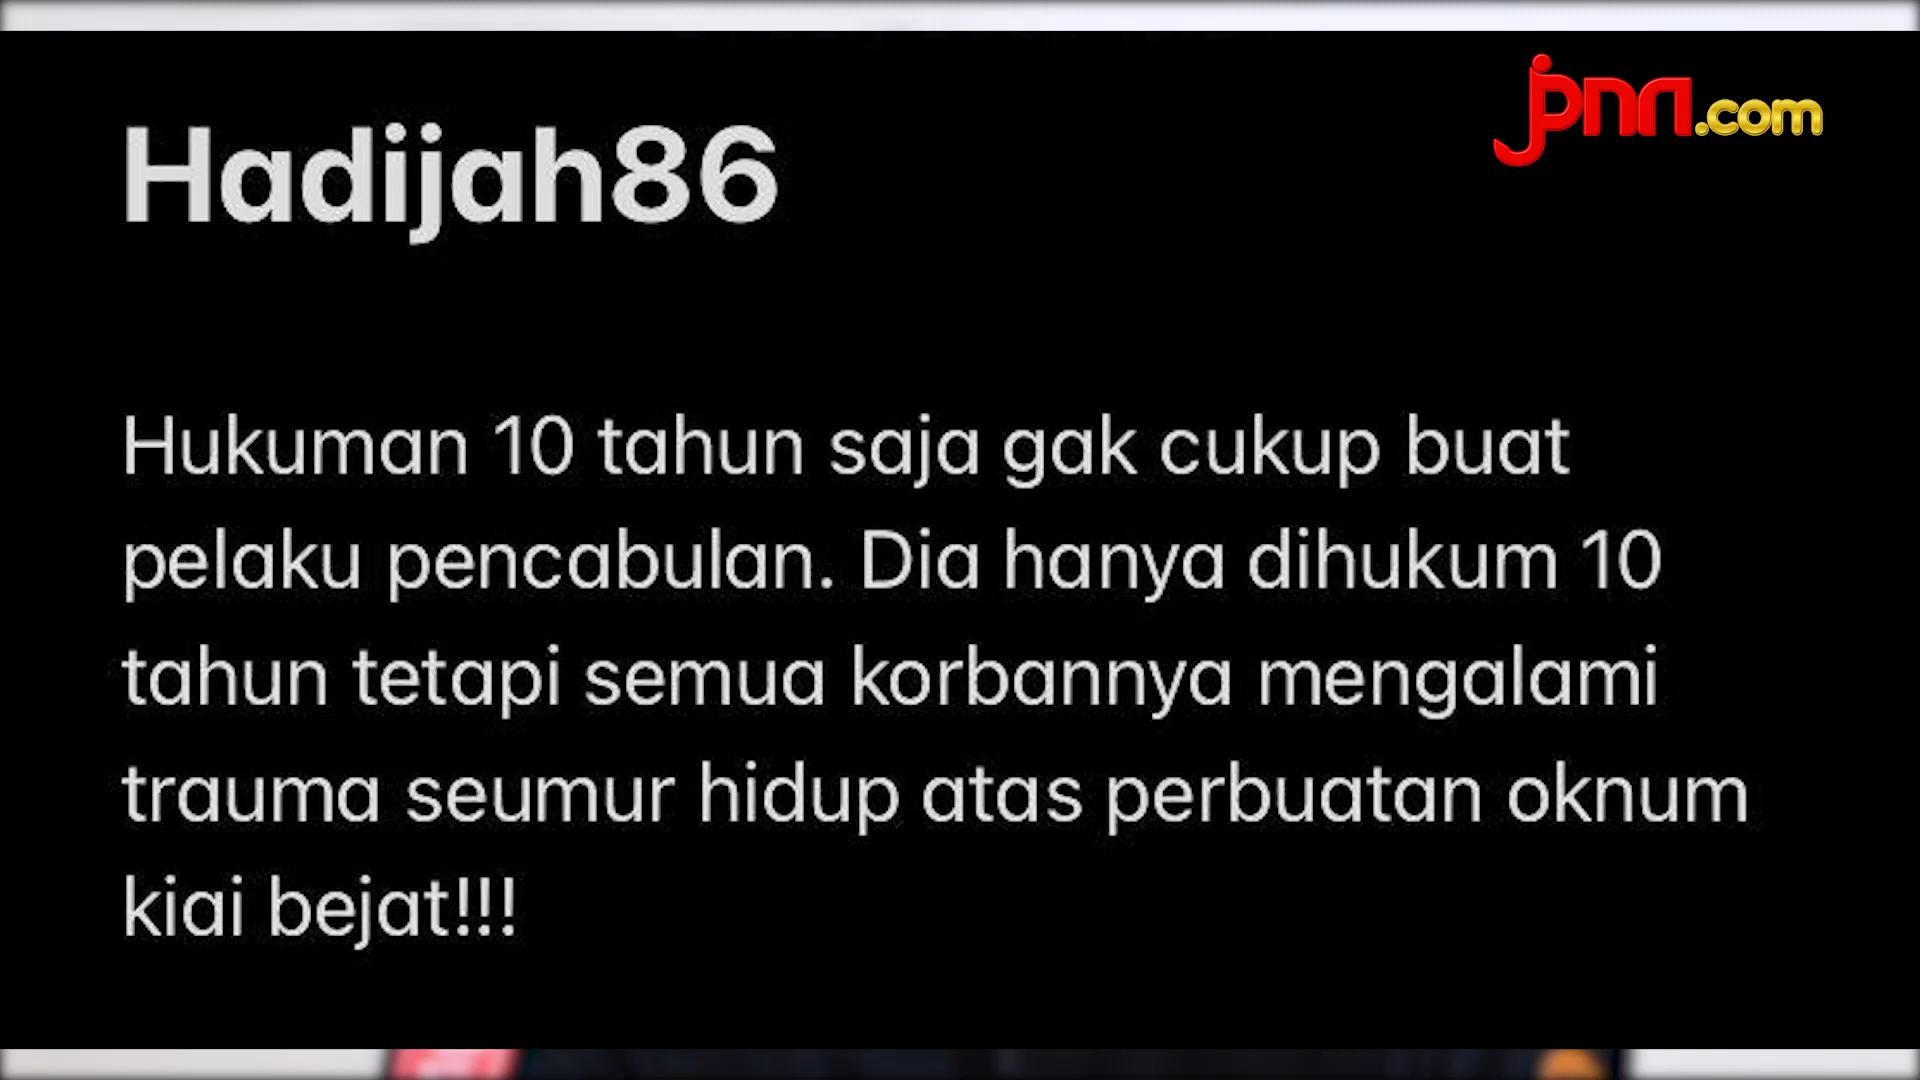 jpnn.com
Hadijah86
Hukuman 10 tahun saja gak cukup buat
pelaku pencabulan. Dia hanya dihukum 10
tahun tetapi semua korbannya mengalami
trauma seumur hidup atas perbuatan oknum
kiai bejat!!!